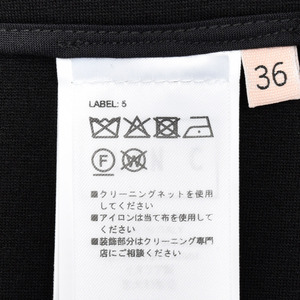 LABEL: 5
36
F
W
※クリーニングネットを使用
してください
※アイロンは当て布を使用して
ください
※装飾部分はクリーニング専門
店にご相談ください